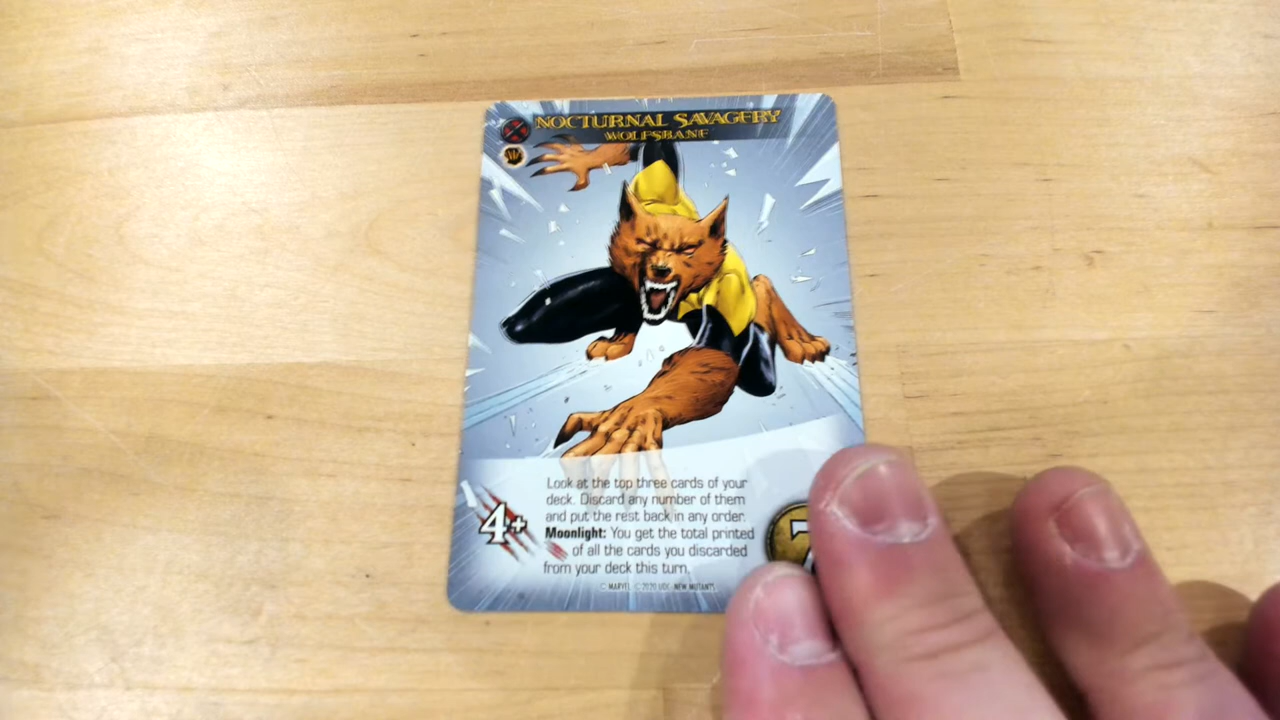 NOCTURNAL SAVAGERY
WOLFSBANE
Look at the top three cards of your
deck. Discard any number of them
and put the rest back in any order.
4+
Moonlight: You get the total printed
of all the cards you discarded
from your deck this turn.
7
© MARVEL © 2020 UDC NEW MUTANTS